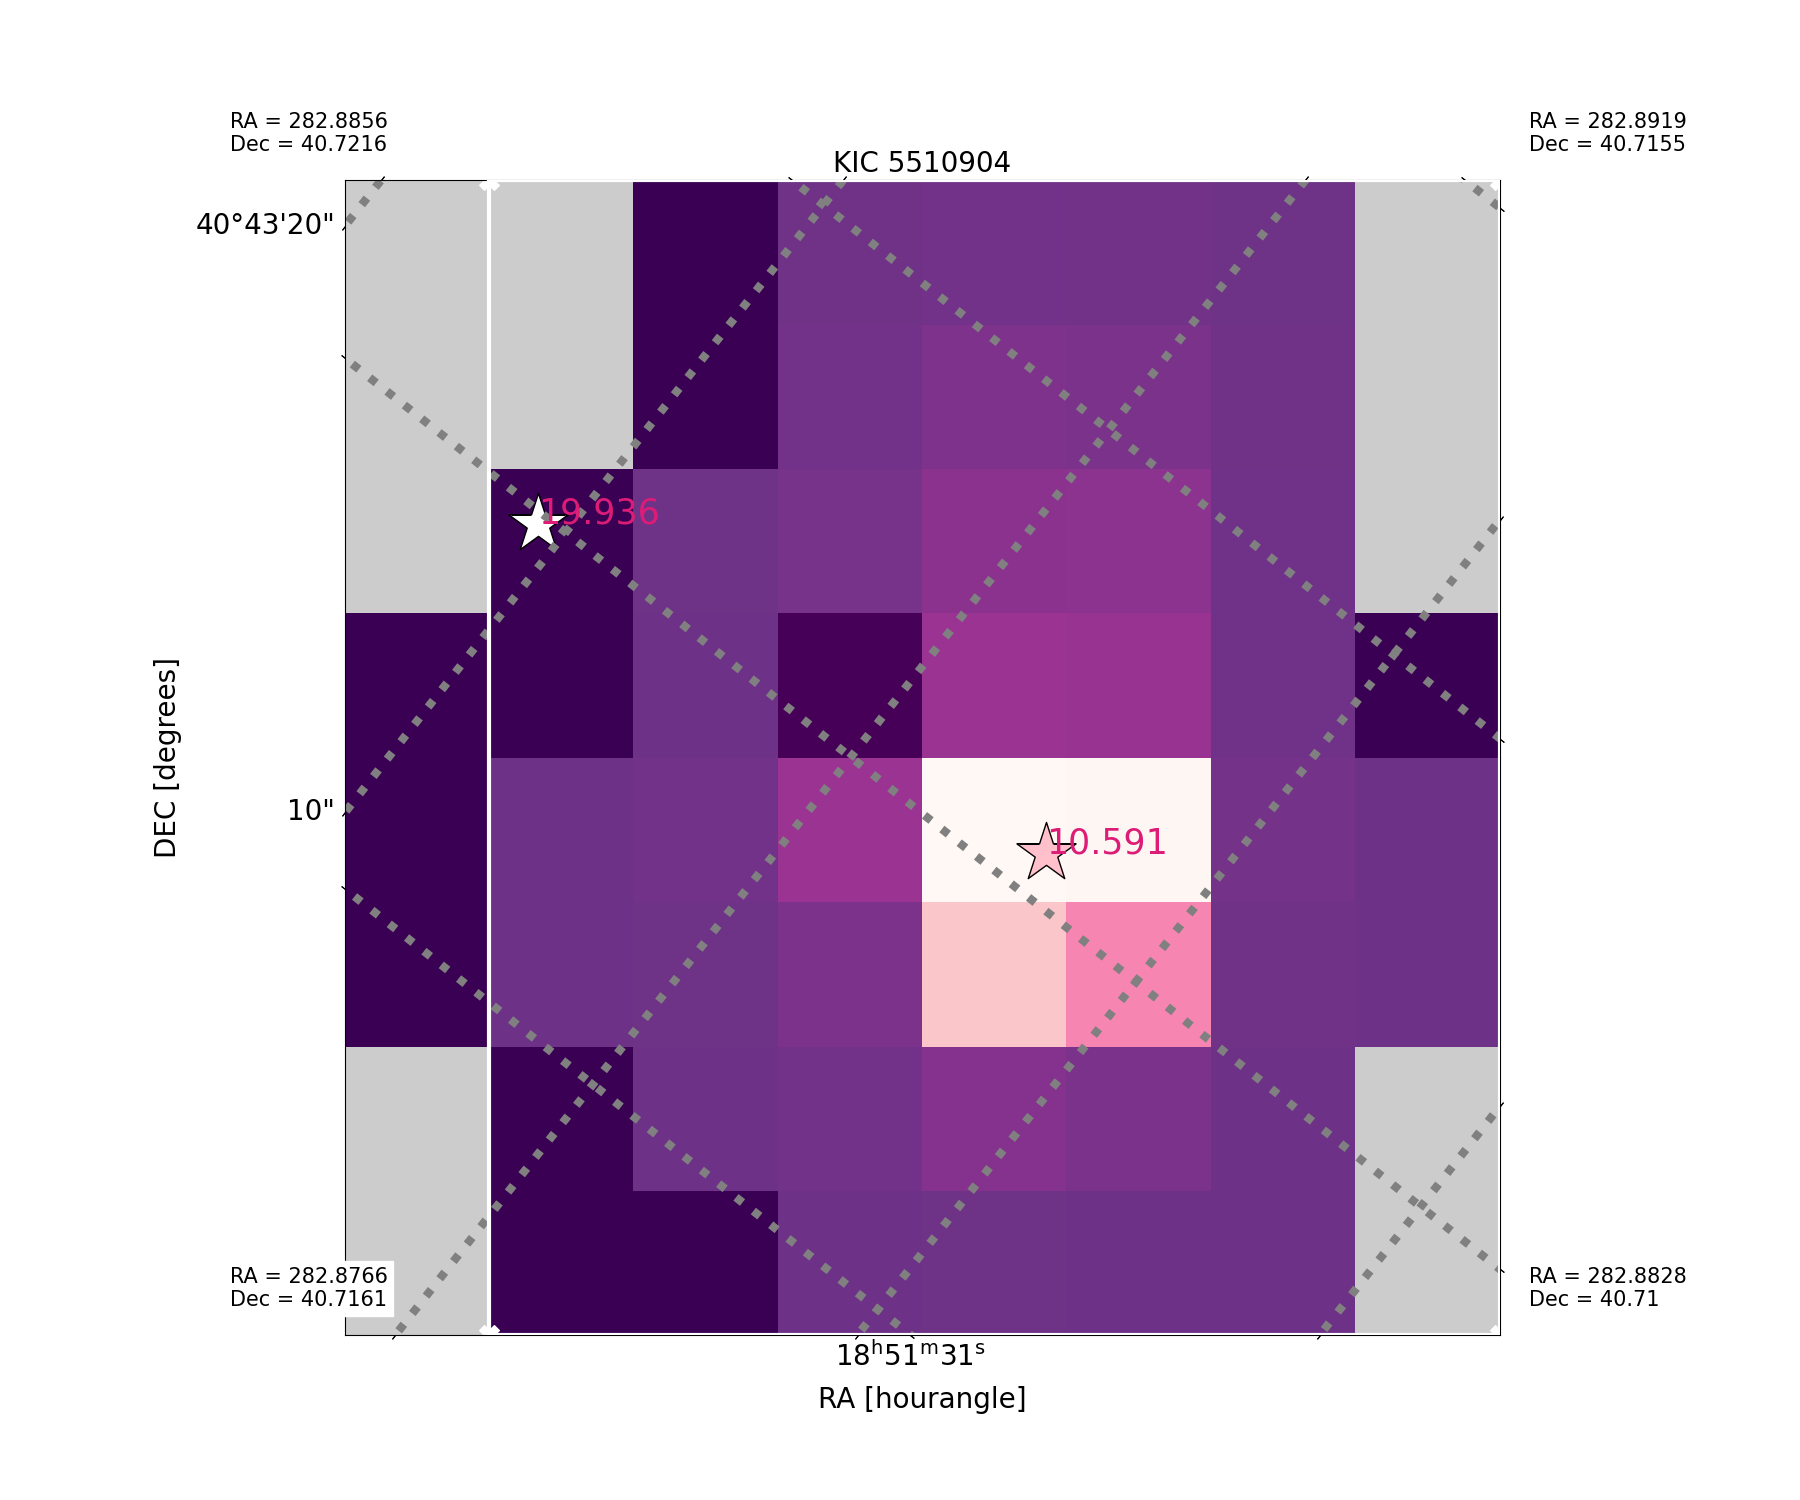 RA = 282.8856
Dec = 40.7216
RA = 282.8919
Dec = 40.7155
KIC 5510904
40°43'20"
19.936
DEC [degrees]
10"
10.591
RA = 282.8766
Dec = 40.7161
RA = 282.8828
Dec = 40.71
18h51m31s
RA [hourangle]